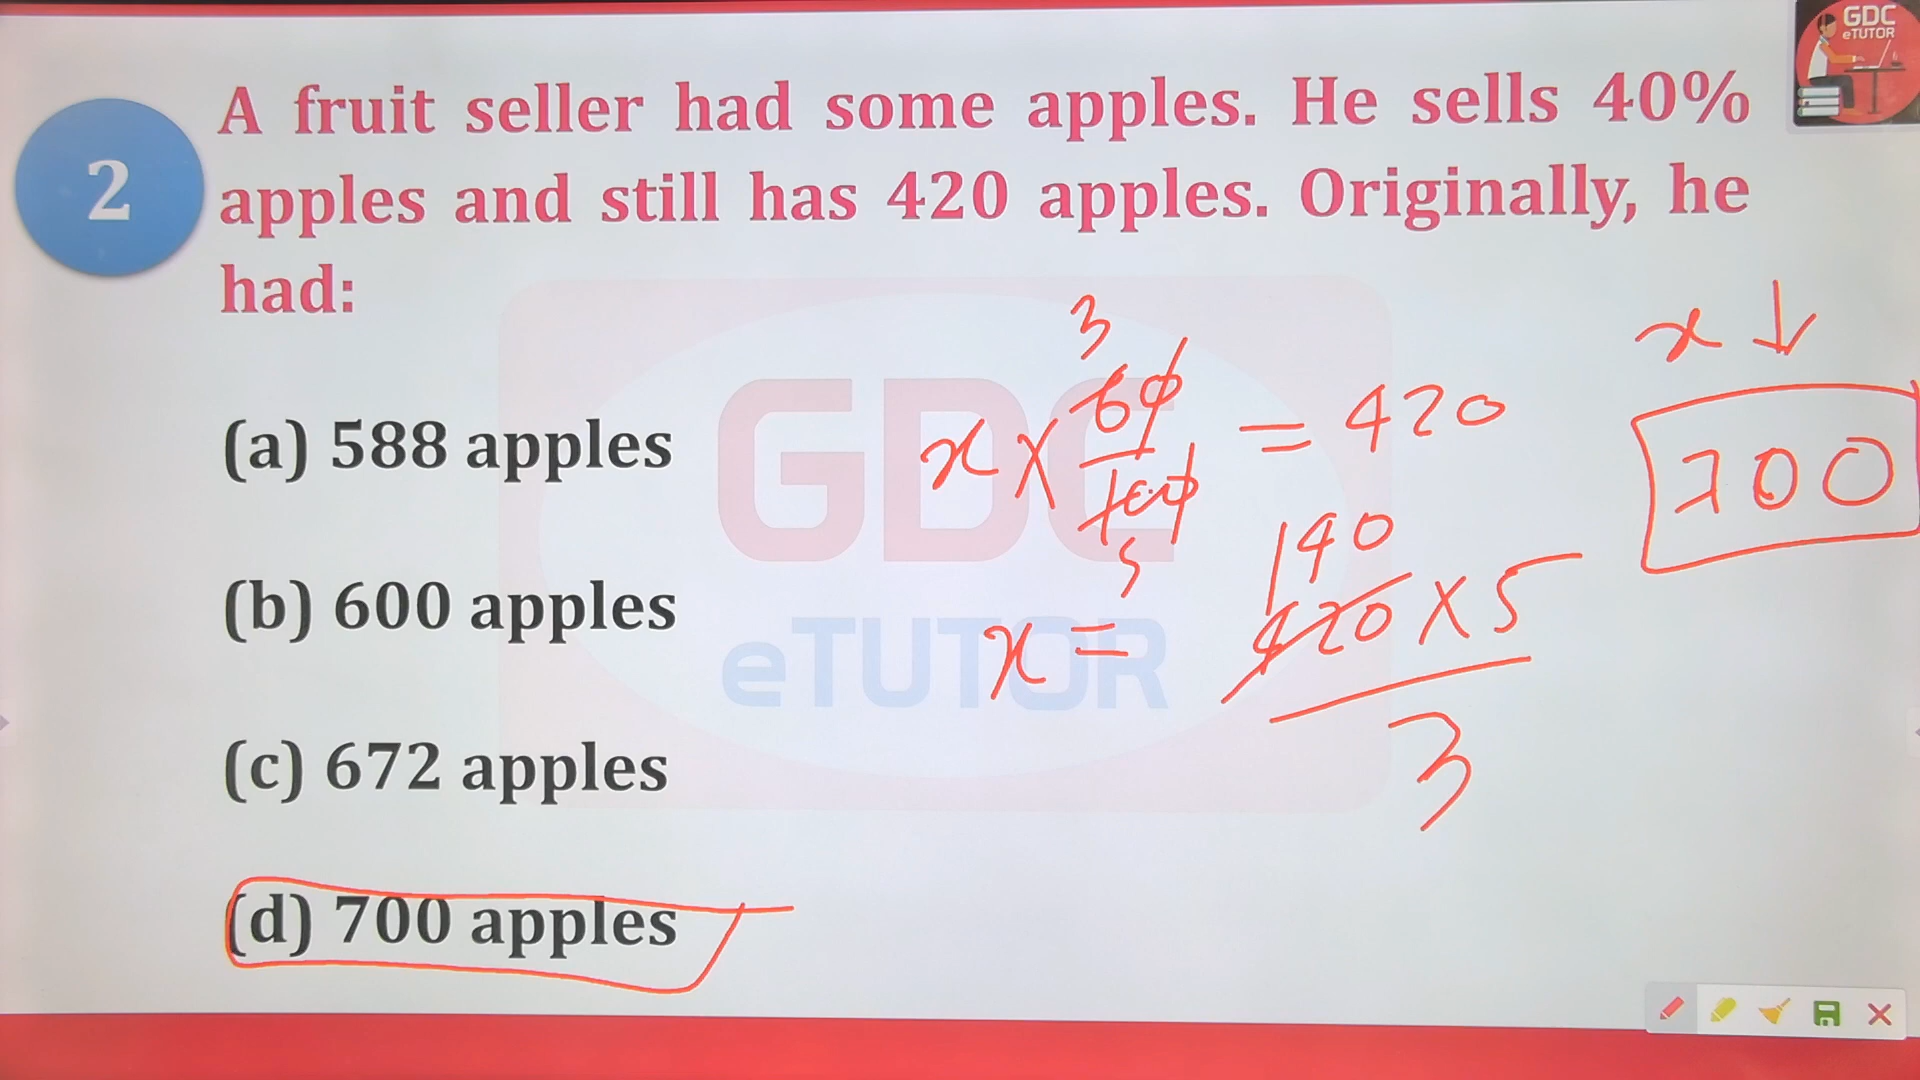 GDC
eTUTOR
2
A fruit seller had some apples. He sells 40%
apples and still has 420 apples. Originally, he
had:
(a) 588 apples
(b) 600 apples
(c) 672 apples
(d) 700 apples
GDC
eTUTOR
3
x × 60/100 = 420
5
140
x = 420 × 5
3
x ↓
700